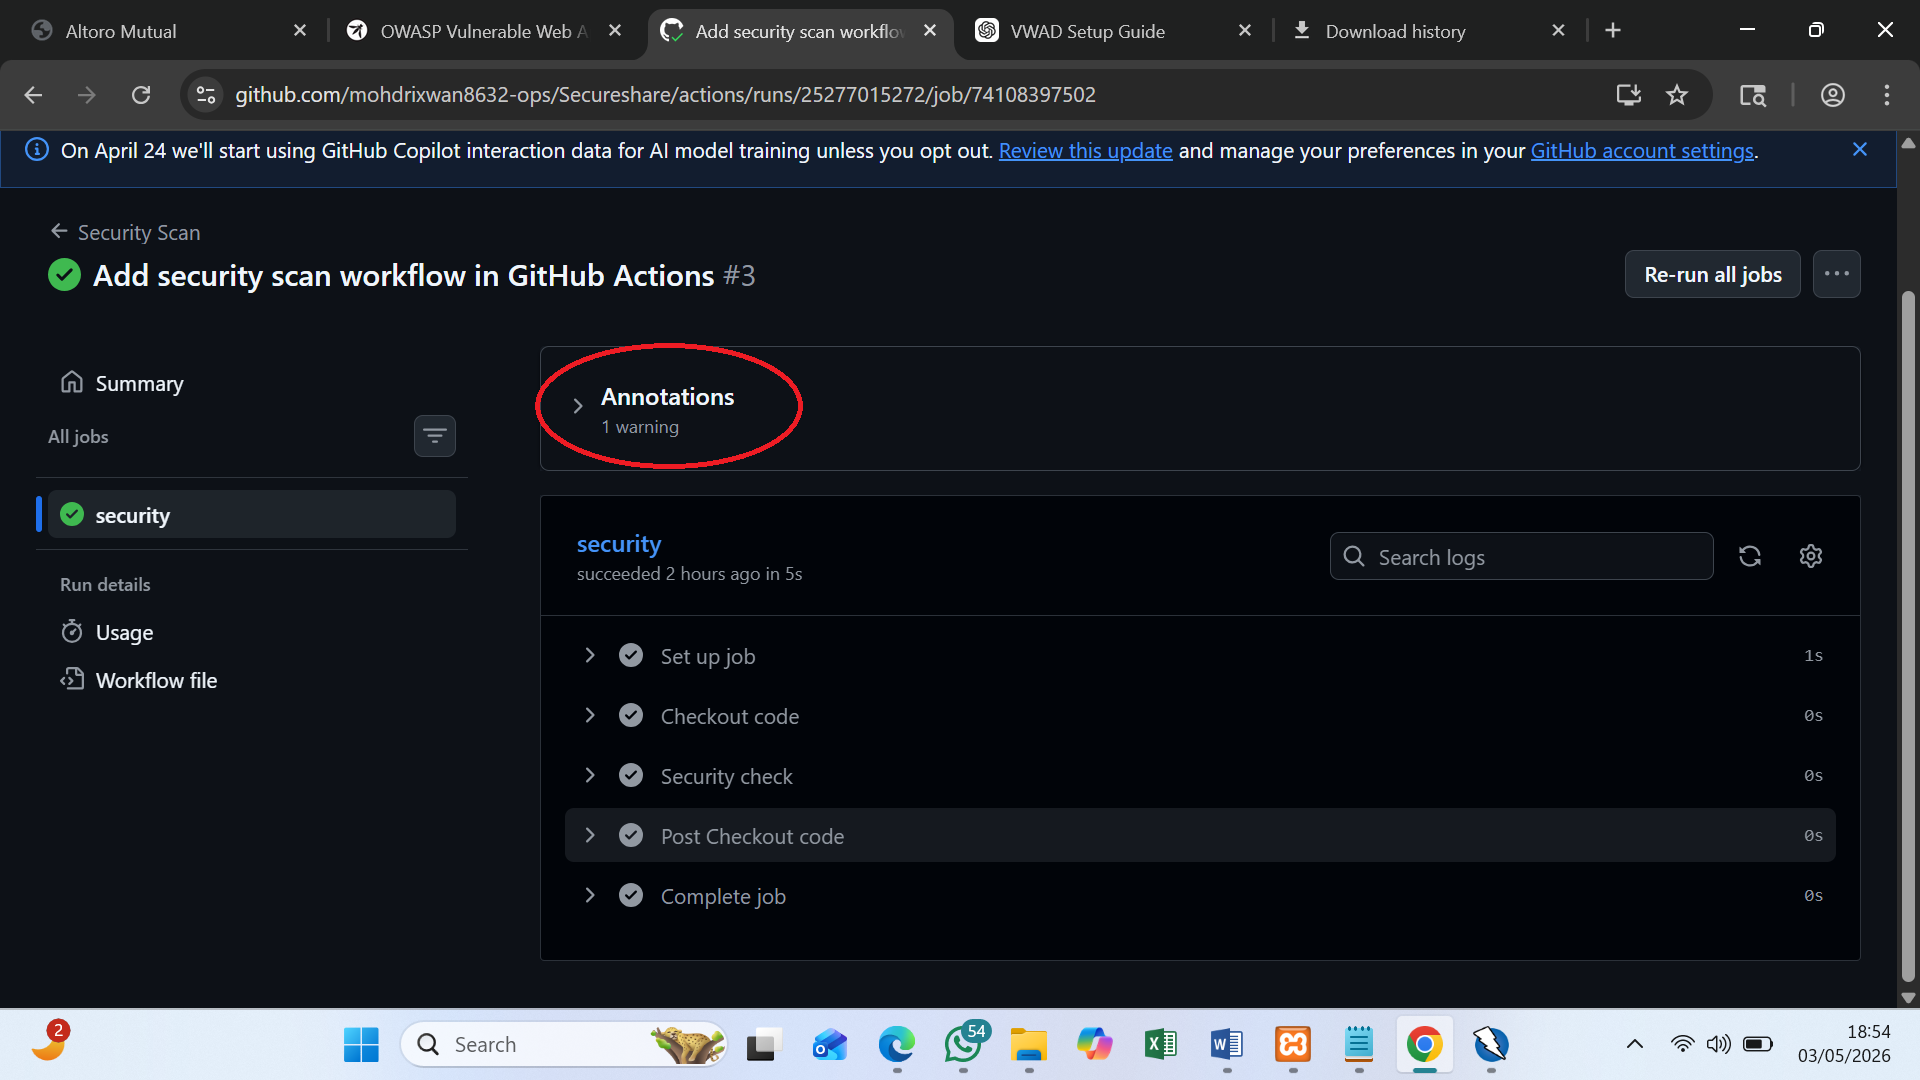 Altoro Mutual
OWASP Vulnerable Web A
Add security scan workflow
VWAD Setup Guide
Download history
github.com/mohdrixwan8632-ops/Secureshare/actions/runs/25277015272/job/74108397502
On April 24 we'll start using GitHub Copilot interaction data for AI model training unless you opt out. Review this update and manage your preferences in your GitHub account settings.
Security Scan
Add security scan workflow in GitHub Actions #3
Re-run all jobs
Summary
All jobs
security
Run details
Usage
Workflow file
Annotations
1 warning
security
succeeded 2 hours ago in 5s
Search logs
Set up job 1s
Checkout code 0s
Security check 0s
Post Checkout code 0s
Complete job 0s
2
Search
54
18:54
03/05/2026